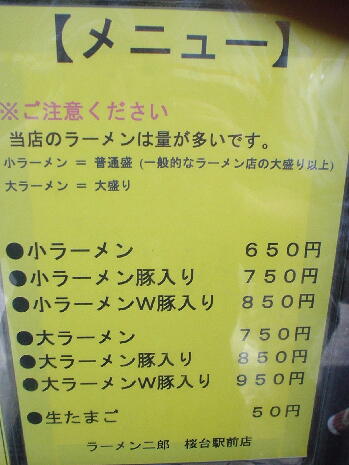 【メニュー】
※ご注意ください
当店のラーメンは量が多いです。
小ラーメン ＝ 普通盛 (一般的なラーメン店の大盛り以上)
大ラーメン ＝ 大盛り
●小ラーメン ６５０円
●小ラーメン豚入り ７５０円
●小ラーメンＷ豚入り ８５０円
●大ラーメン ７５０円
●大ラーメン豚入り ８５０円
●大ラーメンＷ豚入り ９５０円
●生たまご ５０円
ラーメン二郎 桜台駅前店